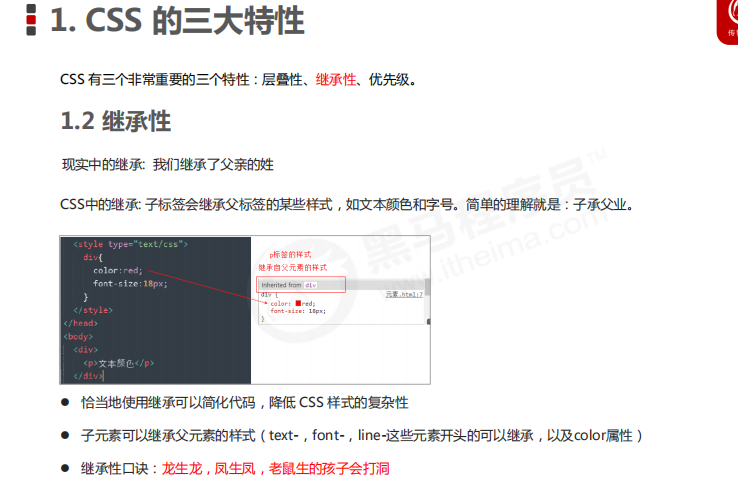 1. CSS 的三大特性
传
CSS 有三个非常重要的三个特性：层叠性、继承性、优先级。
1.2 继承性
现实中的继承: 我们继承了父亲的姓
CSS中的继承: 子标签会继承父标签的某些样式，如文本颜色和字号。简单的理解就是：子承父业。
黑马程序员™
www.itheima.com
<style type="text/css">
div{
color:red;
font-size:18px;
}
</style>
</head>
<body>
<div>
<p>文本颜色</p>
</div>
p标签的样式
继承自父元素的样式
Inherited from div
div { 元素.html:7
color: red;
font-size: 18px;
}
● 恰当地使用继承可以简化代码，降低 CSS 样式的复杂性
● 子元素可以继承父元素的样式（text-，font-，line-这些元素开头的可以继承，以及color属性）
● 继承性口诀：龙生龙，凤生凤，老鼠生的孩子会打洞